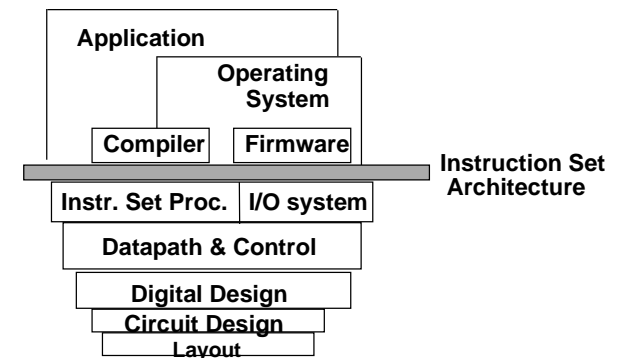 Application
Operating
System
Compiler
Firmware
Instruction Set
Architecture
Instr. Set Proc.
I/O system
Datapath & Control
Digital Design
Circuit Design
Layout